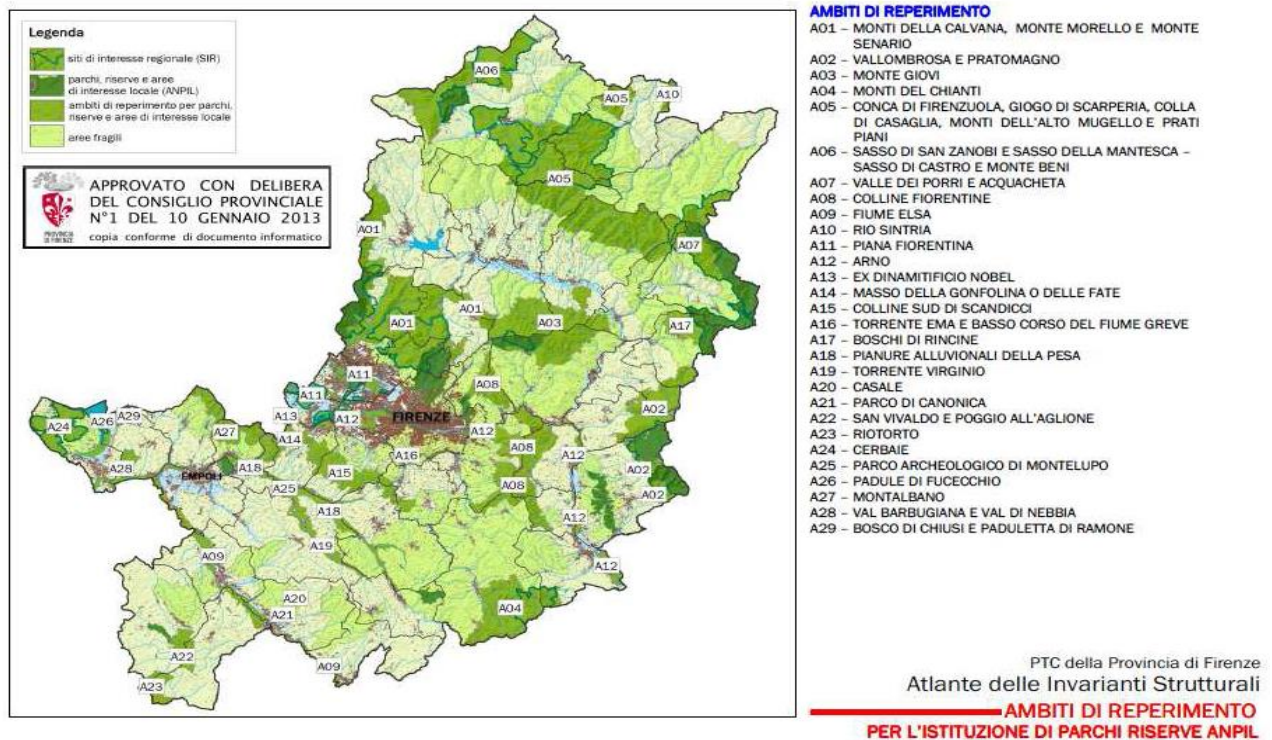 Legenda
siti di interesse regionale (SIR)
parchi, riserve e aree
di interesse locale (ANPIL)
ambiti di reperimento per parchi,
riserve e aree di interesse locale
aree fragili
PROVINCIA
DI FIRENZE
APPROVATO CON DELIBERA
DEL CONSIGLIO PROVINCIALE
N°1 DEL 10 GENNAIO 2013
copia conforme di documento informatico
A06
A05
A10
A05
A01
A07
A01
A01
A03
A17
A11
A11
A08
A13
A12
FIRENZE
A12
A02
A24
A26
A29
A27
A14
A08
A28
A18
EMPOLI
A15
A16
A12
A02
A25
A08
A02
A18
A12
A19
A09
A12
A20
A04
A21
A22
A09
A23
AMBITI DI REPERIMENTO
A01 – MONTI DELLA CALVANA, MONTE MORELLO E MONTE
SENARIO
A02 – VALLOMBROSA E PRATOMAGNO
A03 – MONTE GIOVI
A04 – MONTI DEL CHIANTI
A05 – CONCA DI FIRENZUOLA, GIOGO DI SCARPERIA, COLLA
DI CASAGLIA, MONTI DELL'ALTO MUGELLO E PRATI
PIANI
A06 – SASSO DI SAN ZANOBI E SASSO DELLA MANTESCA –
SASSO DI CASTRO E MONTE BENI
A07 – VALLE DEI PORRI E ACQUACHETA
A08 – COLLINE FIORENTINE
A09 – FIUME ELSA
A10 – RIO SINTRIA
A11 – PIANA FIORENTINA
A12 – ARNO
A13 – EX DINAMITIFICIO NOBEL
A14 – MASSO DELLA GONFOLINA O DELLE FATE
A15 – COLLINE SUD DI SCANDICCI
A16 – TORRENTE EMA E BASSO CORSO DEL FIUME GREVE
A17 – BOSCHI DI RINCINE
A18 – PIANURE ALLUVIONALI DELLA PESA
A19 – TORRENTE VIRGINIO
A20 – CASALE
A21 – PARCO DI CANONICA
A22 – SAN VIVALDO E POGGIO ALL'AGLIONE
A23 – RIOTORTO
A24 – CERBAIE
A25 – PARCO ARCHEOLOGICO DI MONTELUPO
A26 – PADULE DI FUCECCHIO
A27 – MONTALBANO
A28 – VAL BARBUGIANA E VAL DI NEBBIA
A29 – BOSCO DI CHIUSI E PADULETTA DI RAMONE
PTC della Provincia di Firenze
Atlante delle Invarianti Strutturali
AMBITI DI REPERIMENTO
PER L'ISTITUZIONE DI PARCHI RISERVE ANPIL